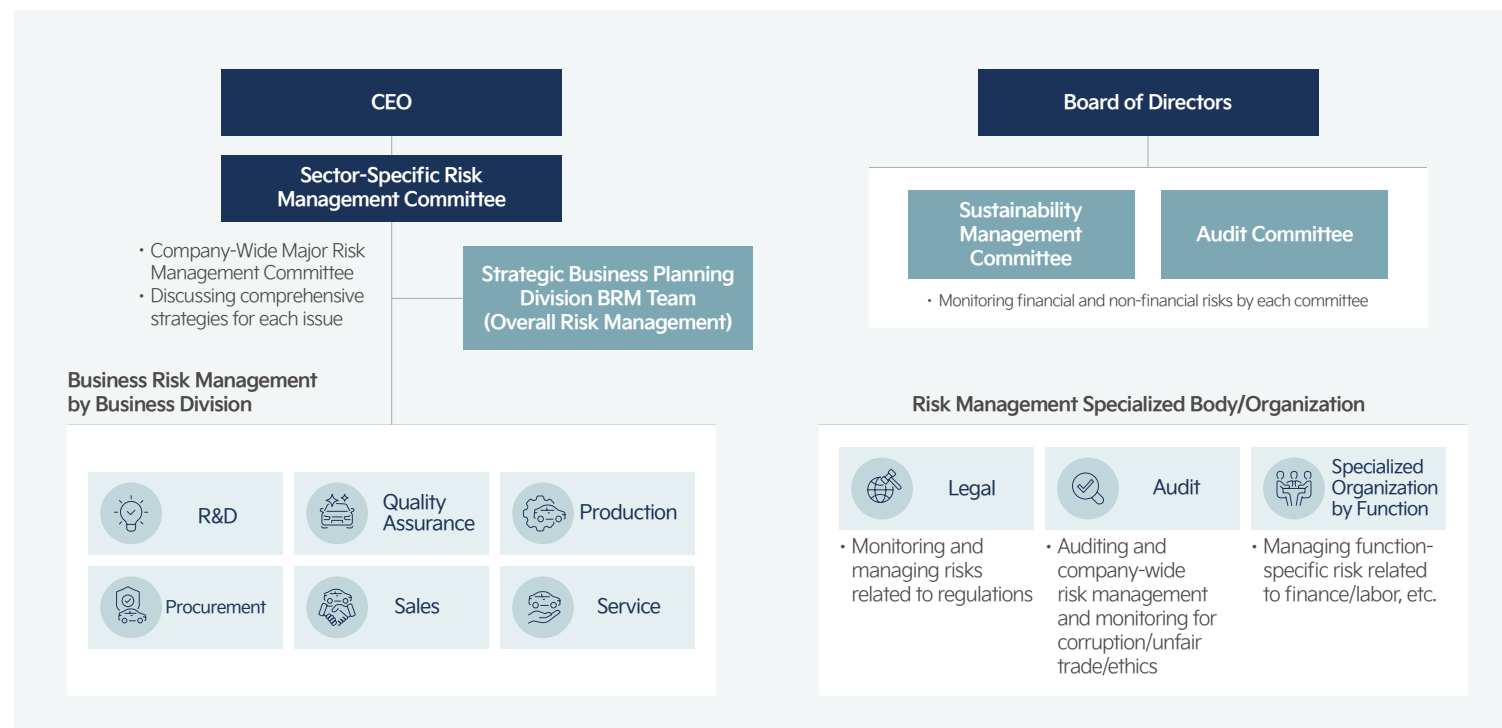 CEO
Sector-Specific Risk
Management Committee
· Company-Wide Major Risk
Management Committee
· Discussing comprehensive
strategies for each issue
Strategic Business Planning
Division BRM Team
(Overall Risk Management)
Business Risk Management
by Business Division
R&D
Quality
Assurance
Production
Procurement
Sales
Service
Board of Directors
Sustainability
Management
Committee
Audit Committee
· Monitoring financial and non-financial risks by each committee
Risk Management Specialized Body/Organization
Legal
· Monitoring and
managing risks
related to regulations
Audit
· Auditing and
company-wide
risk management
and monitoring for
corruption/unfair
trade/ethics
Specialized
Organization
by Function
· Managing function-
specific risk related
to finance/labor, etc.